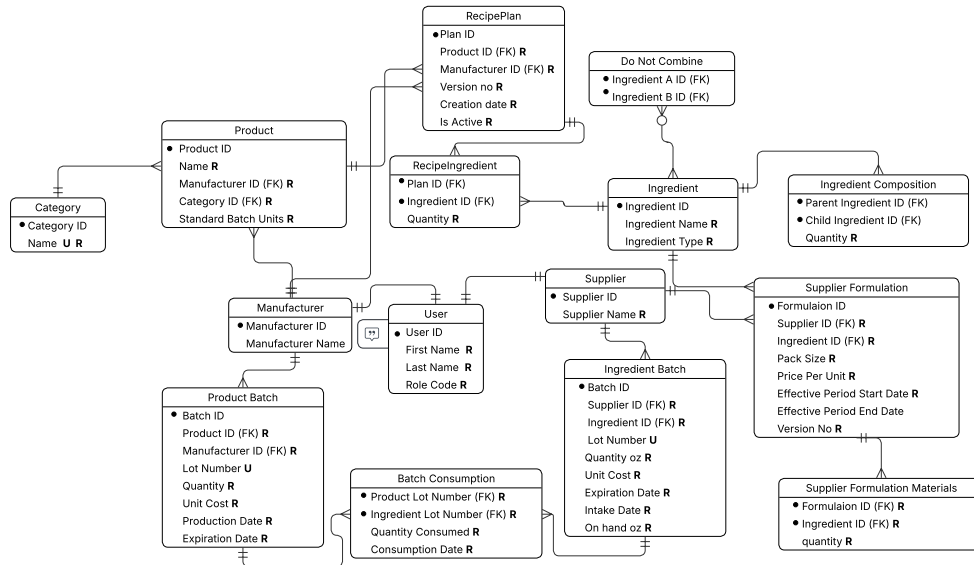 RecipePlan
Plan ID
Product ID (FK) R
Manufacturer ID (FK) R
Version no R
Creation date R
Is Active R
Do Not Combine
Ingredient A ID (FK)
Ingredient B ID (FK)
Product
Product ID
Name R
Manufacturer ID (FK) R
Category ID (FK) R
Standard Batch Units R
RecipeIngredient
Plan ID (FK)
Ingredient ID (FK)
Quantity R
Ingredient
Ingredient ID
Ingredient Name R
Ingredient Type R
Ingredient Composition
Parent Ingredient ID (FK)
Child Ingredient ID (FK)
Quantity R
Category
Category ID
Name U R
Manufacturer
Manufacturer ID
Manufacturer Name
User
User ID
First Name R
Last Name R
Role Code R
Supplier
Supplier ID
Supplier Name R
Supplier Formulation
Formulaion ID
Supplier ID (FK) R
Ingredient ID (FK) R
Pack Size R
Price Per Unit R
Effective Period Start Date R
Effective Period End Date
Version No R
Product Batch
Batch ID
Product ID (FK) R
Manufacturer ID (FK) R
Lot Number U
Quantity R
Unit Cost R
Production Date R
Expiration Date R
Ingredient Batch
Batch ID
Supplier ID (FK) R
Ingredient ID (FK) R
Lot Number U
Quantity oz R
Unit Cost R
Expiration Date R
Intake Date R
On hand oz R
Batch Consumption
Product Lot Number (FK) R
Ingredient Lot Number (FK) R
Quantity Consumed R
Consumption Date R
Supplier Formulation Materials
Formulaion ID (FK) R
Ingredient ID (FK) R
quantity R